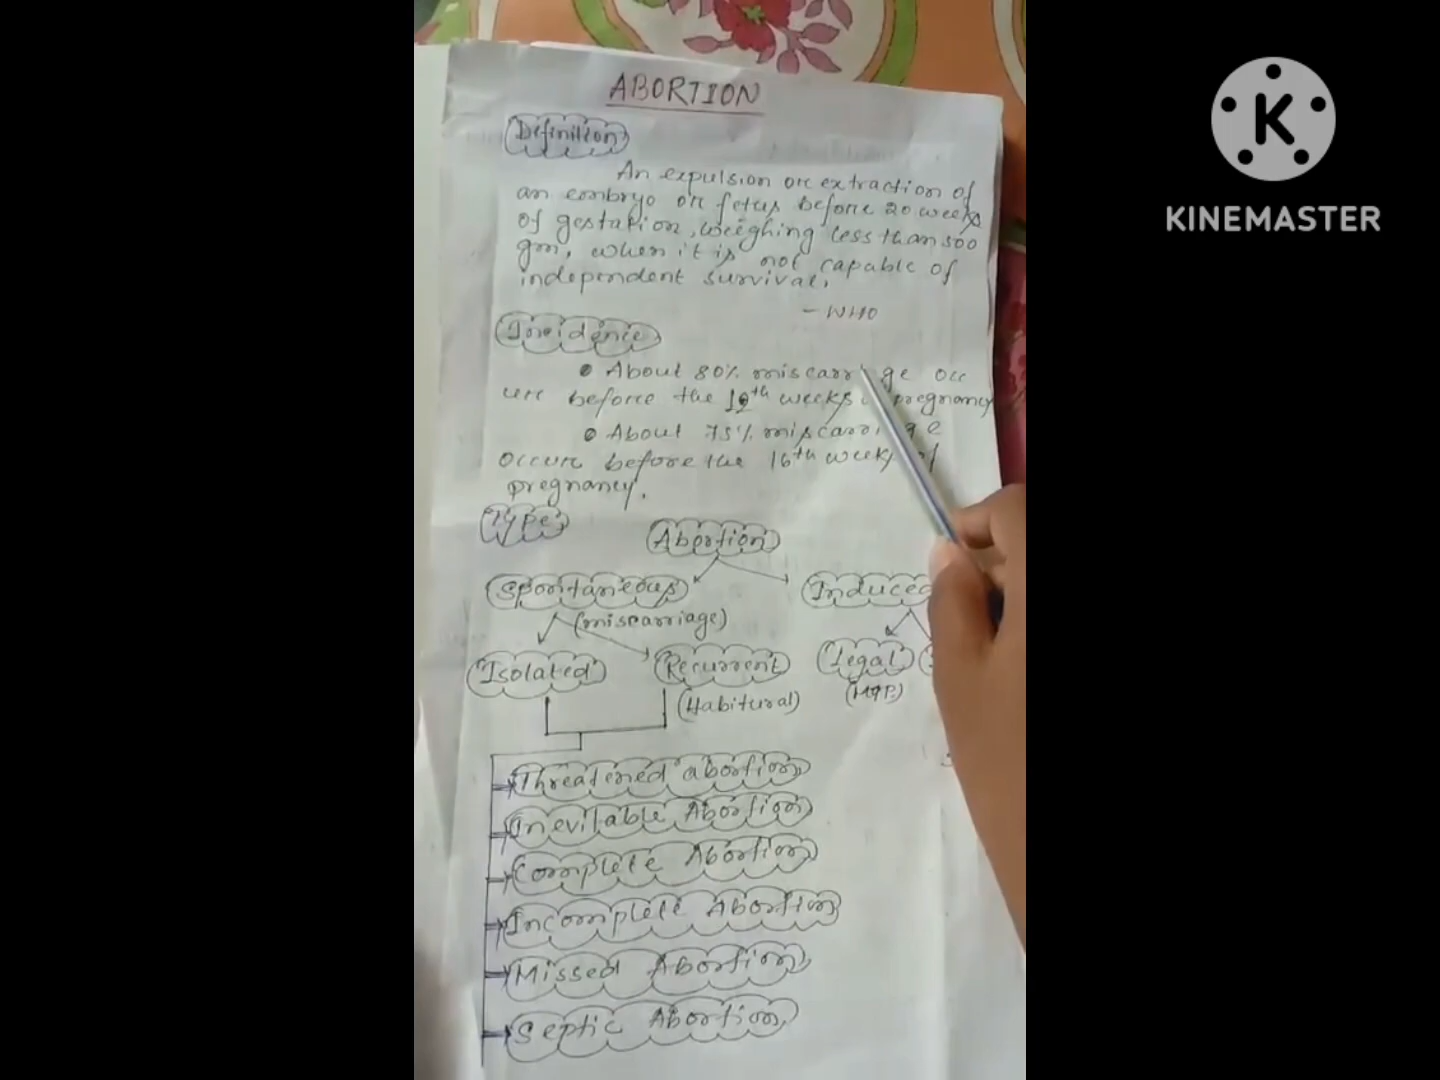 ABORTION
Definition
An expulsion or extraction of
an embryo or fetus before 20 weeks
of gestation, weighing less than 500
gm, when it is not capable of
independent survival.
- WHO
Incidence
• About 80% miscarriage occ
urr before the 12th weeks pregnancy
• About 75% miscarriage
occurs before the 16th weeks of
pregnancy.
Type
Abortion
Spontaneous Induced
(miscarriage)
Isolated Recurrent Legal
(Habitural) (MTP.)
Threatened abortion
Inevitable Abortion
Complete Abortion
Incomplete Abortion
Missed Abortion
Septic Abortion
KINEMASTER